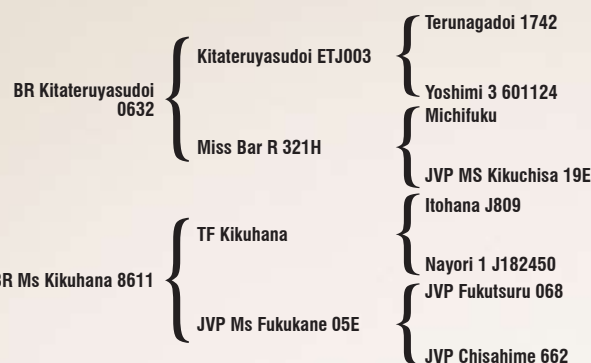 Terunagadoi 1742
Kitateruyasudoi ETJ003
BR Kitateruyasudoi
0632
Yoshimi 3 601124
Michifuku
Miss Bar R 321H
JVP MS Kikuchisa 19E
Itohana J809
TF Kikuhana
Nayori 1 J182450
BR Ms Kikuhana 8611
JVP Fukutsuru 068
JVP Ms Fukukane 05E
JVP Chisahime 662